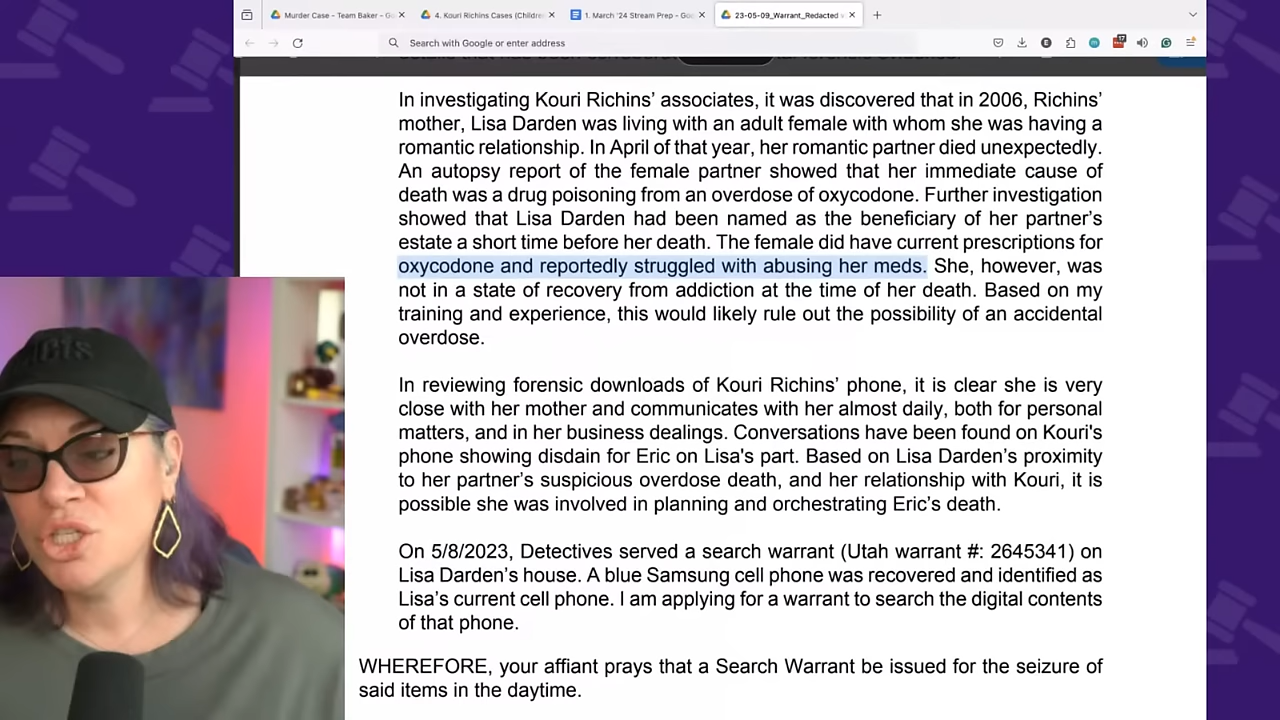 Murder Case - Team Baker - Go
4. Kouri Richins Cases (Childre
1. March '24 Stream Prep - Goo
23-05-09_Warrant_Redacted
Search with Google or enter address
17
In investigating Kouri Richins' associates, it was discovered that in 2006, Richins'
mother, Lisa Darden was living with an adult female with whom she was having a
romantic relationship. In April of that year, her romantic partner died unexpectedly.
An autopsy report of the female partner showed that her immediate cause of
death was a drug poisoning from an overdose of oxycodone. Further investigation
showed that Lisa Darden had been named as the beneficiary of her partner's
estate a short time before her death. The female did have current prescriptions for
oxycodone and reportedly struggled with abusing her meds. She, however, was
not in a state of recovery from addiction at the time of her death. Based on my
training and experience, this would likely rule out the possibility of an accidental
overdose.
In reviewing forensic downloads of Kouri Richins' phone, it is clear she is very
close with her mother and communicates with her almost daily, both for personal
matters, and in her business dealings. Conversations have been found on Kouri's
phone showing disdain for Eric on Lisa's part. Based on Lisa Darden's proximity
to her partner's suspicious overdose death, and her relationship with Kouri, it is
possible she was involved in planning and orchestrating Eric's death.
On 5/8/2023, Detectives served a search warrant (Utah warrant #: 2645341) on
Lisa Darden's house. A blue Samsung cell phone was recovered and identified as
Lisa's current cell phone. I am applying for a warrant to search the digital contents
of that phone.
WHEREFORE, your affiant prays that a Search Warrant be issued for the seizure of
said items in the daytime.